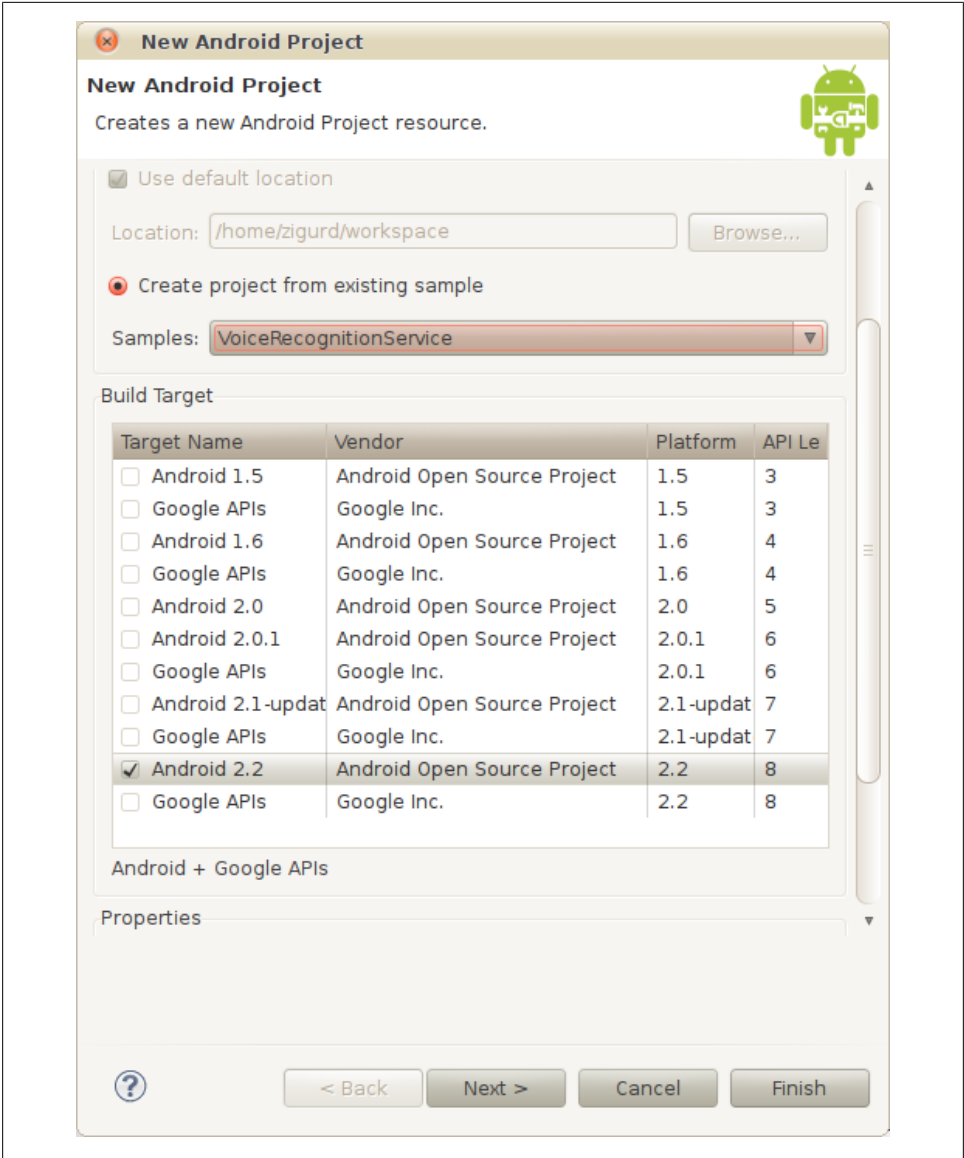 New Android Project
New Android Project
Creates a new Android Project resource.
Use default location
Location: /home/zigurd/workspace Browse...
Create project from existing sample
Samples: VoiceRecognitionService
Build Target
Target Name Vendor Platform API Le
Android 1.5 Android Open Source Project 1.5 3
Google APIs Google Inc. 1.5 3
Android 1.6 Android Open Source Project 1.6 4
Google APIs Google Inc. 1.6 4
Android 2.0 Android Open Source Project 2.0 5
Android 2.0.1 Android Open Source Project 2.0.1 6
Google APIs Google Inc. 2.0.1 6
Android 2.1-updat Android Open Source Project 2.1-updat 7
Google APIs Google Inc. 2.1-updat 7
Android 2.2 Android Open Source Project 2.2 8
Google APIs Google Inc. 2.2 8
Android + Google APIs
Properties
? < Back Next > Cancel Finish